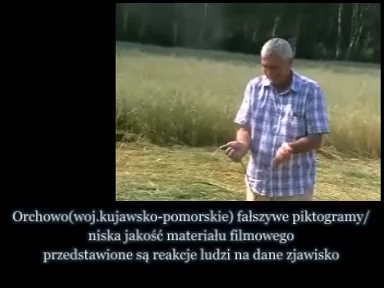 Orchowo(woj.kujawsko-pomorskie) fałszywe piktogramy/
niska jakość materiału filmowego
przedstawione są reakcje ludzi na dane zjawisko